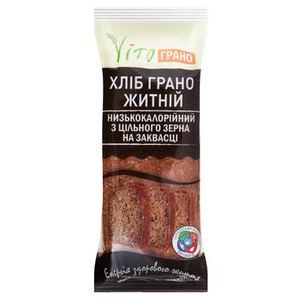 Vito ГРАНО
ХЛІБ ГРАНО
ЖИТНІЙ
НИЗЬКОКАЛОРІЙНИЙ
З ЦІЛЬНОГО ЗЕРНА
НА ЗАКВАСЦІ
Енергія здорового життя